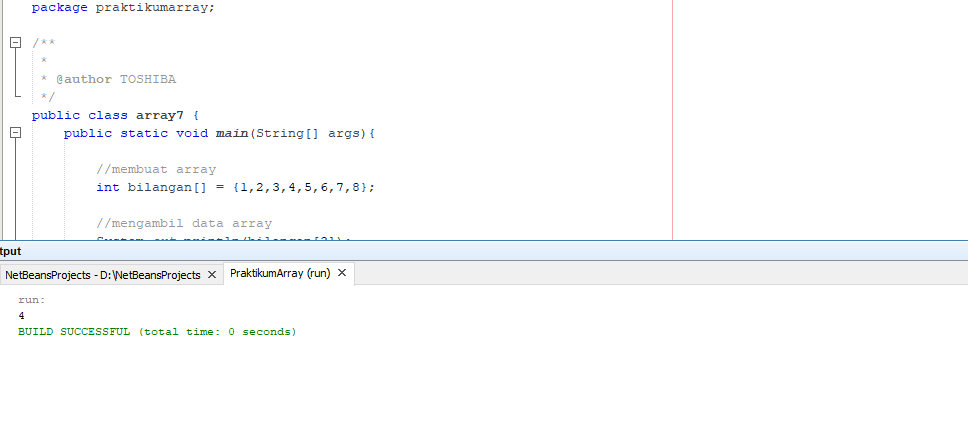 package praktikumarray;
/**
*
* @author TOSHIBA
*/
public class array7 {
public static void main(String[] args){
//membuat array
int bilangan[] = {1,2,3,4,5,6,7,8};
//mengambil data array
tput
NetBeansProjects - D:\NetBeansProjects
PraktikumArray (run)
run:
4
BUILD SUCCESSFUL (total time: 0 seconds)